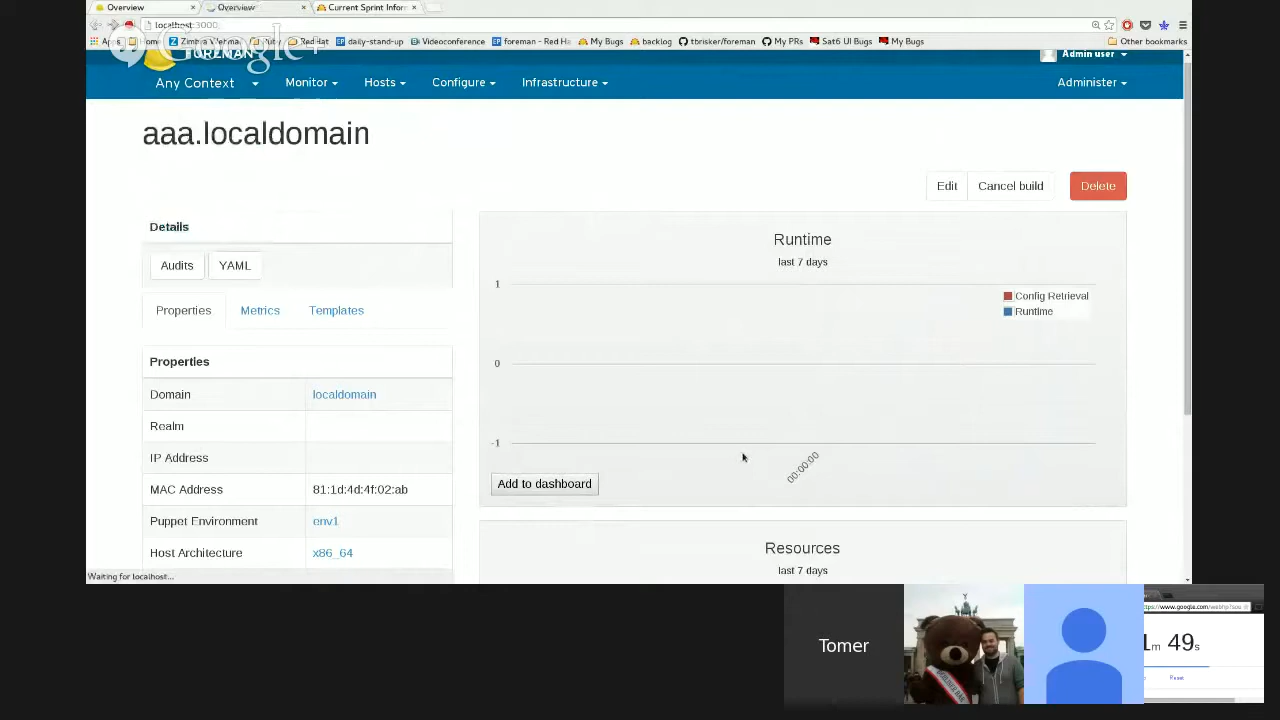 Overview
Overview
Current Sprint Inform
localhost:3000
Apps
RedHat
daily-stand-up
Videoconference
foreman - Red Ha
My Bugs
backlog
tbrisker/foreman
My PRs
Sat6 UI Bugs
My Bugs
Other bookmarks
Google+
Admin user
Any Context
Monitor
Hosts
Configure
Infrastructure
Administer
aaa.localdomain
Edit
Cancel build
Delete
Details
Audits
YAML
Properties
Metrics
Templates
Properties
Domain localdomain
Realm
IP Address
MAC Address 81:1d:4d:4f:02:ab
Puppet Environment env1
Host Architecture x86_64
Runtime
last 7 days
1
0
-1
Config Retrieval
Runtime
00:00:00
Add to dashboard
Resources
last 7 days
Waiting for localhost...
Tomer
49s
Reset